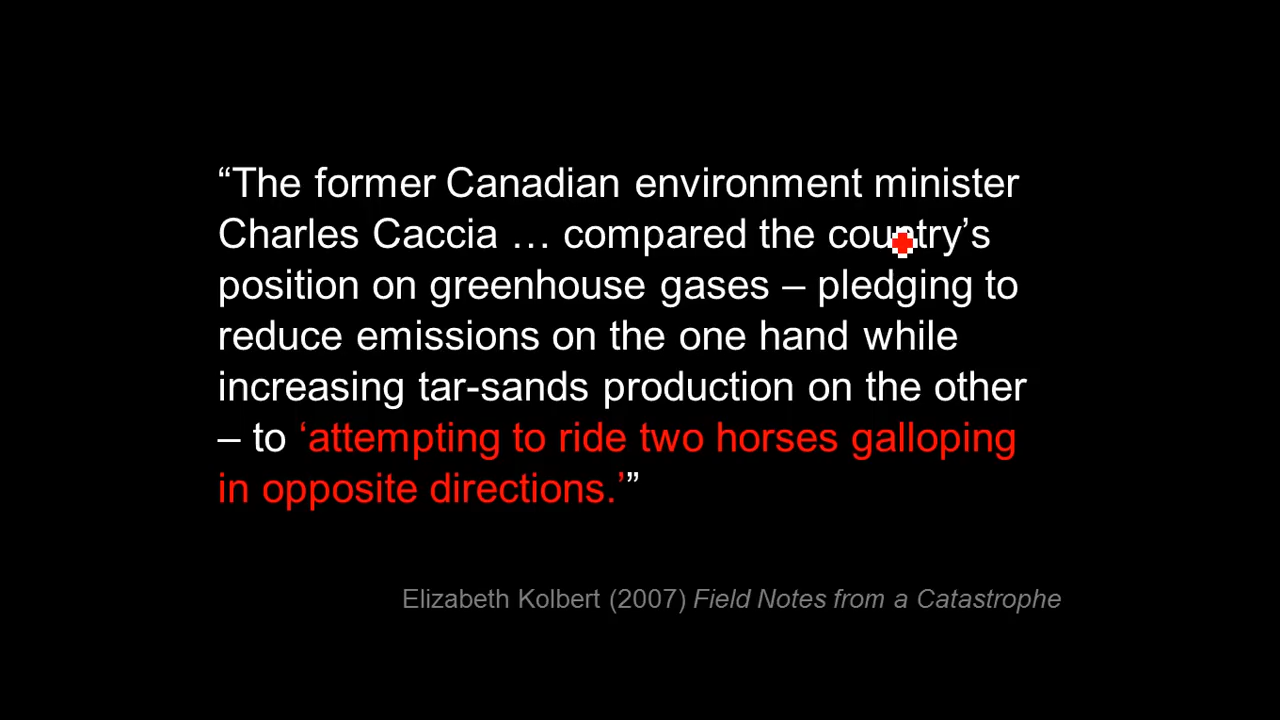 “The former Canadian environment minister
Charles Caccia … compared the country’s
position on greenhouse gases – pledging to
reduce emissions on the one hand while
increasing tar-sands production on the other
– to ‘attempting to ride two horses galloping
in opposite directions.’”
Elizabeth Kolbert (2007) Field Notes from a Catastrophe